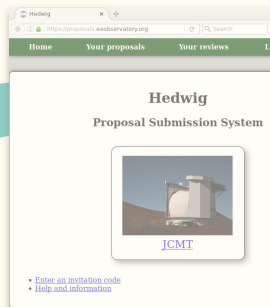 Hedwig
https://proposals.eaobservatory.org
Search
Home Your proposals Your reviews
Hedwig
Proposal Submission System
JCMT
Enter an invitation code
Help and information